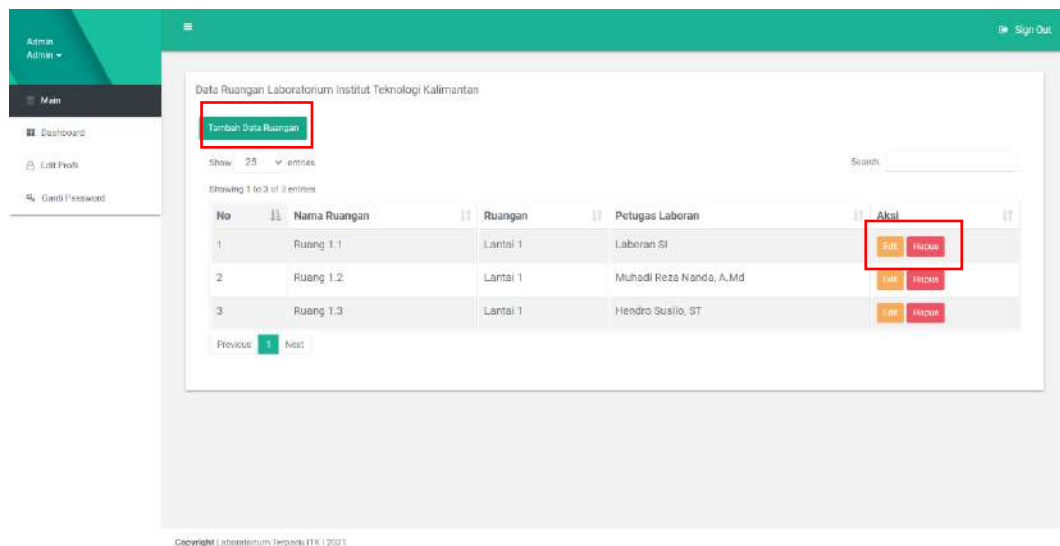 Admin
Admin
Sign Out
Main
Dashboard
Edit Profil
Ganti Password
Data Ruangan Laboratorium Institut Teknologi Kalimantan
Tambah Data Ruangan
Show 25 entries
Search:
Showing 1 to 3 of 3 entries
No Nama Ruangan Ruangan Petugas Laboran Aksi
1 Ruang 1.1 Lantai 1 Laboran SI Edit Hapus
2 Ruang 1.2 Lantai 1 Muhadi Reza Nanda, A.Md Edit Hapus
3 Ruang 1.3 Lantai 1 Hendro Susilo, ST Edit Hapus
Previous 1 Next
Copyright Laboratorium Terpadu ITK | 2021